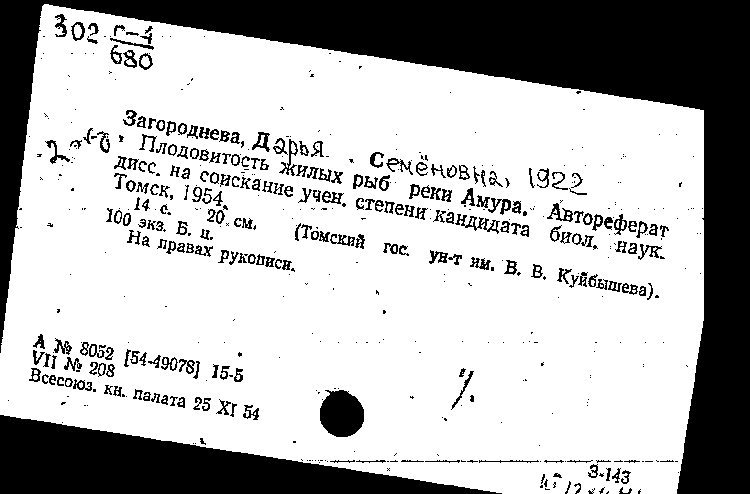 302 Г-4
680
Загороднева, Дарья Семёновна, 1922
Плодовитость жилых рыб реки Амура. Автореферат
дисс. на соискание учен. степени кандидата биол. наук.
Томск, 1954.
14 с. 20 см. (Томский гос. ун-т им. В. В. Куйбышева).
100 экз. Б. ц.
На правах рукописи.
А № 8052 [54-49078] 15-5
VII № 208
Всесоюз. кн. палата 25 XI 54
З-143